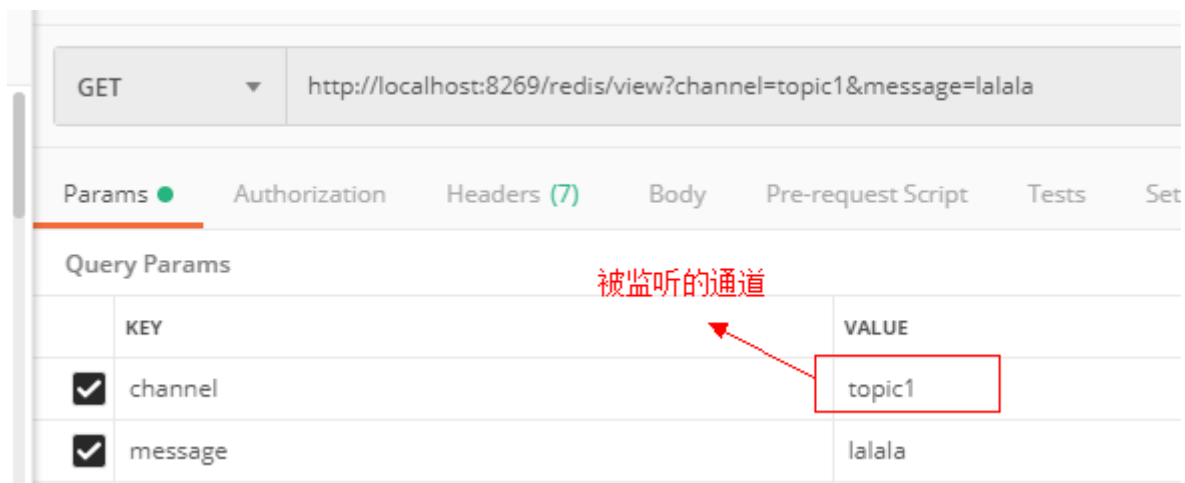 GET http://localhost:8269/redis/view?channel=topic1&message=lalala
Params Authorization Headers (7) Body Pre-request Script Tests Set
Query Params
被监听的通道
KEY VALUE
channel topic1
message lalala